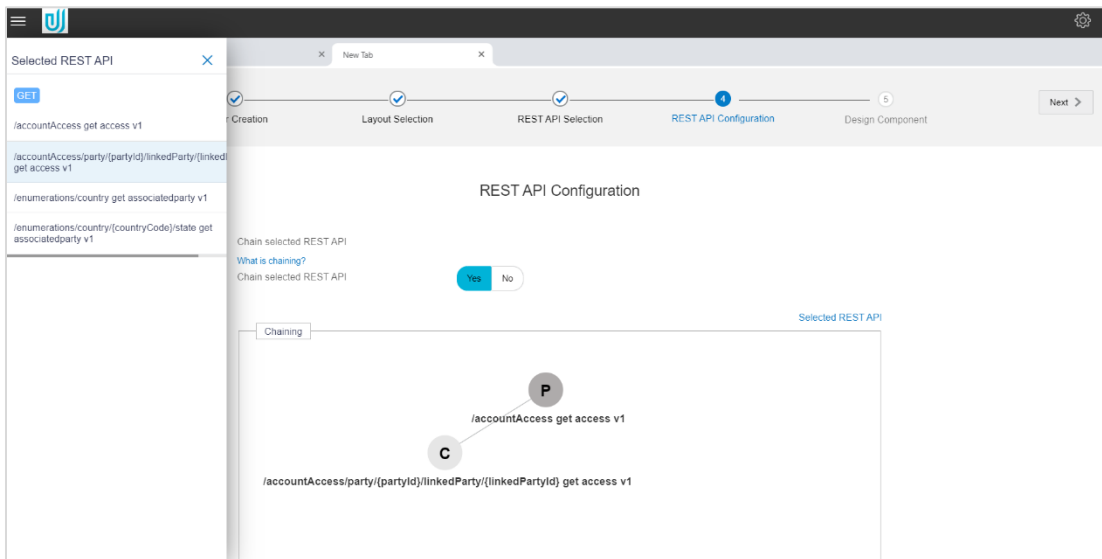 Selected REST API
GET
/accountAccess get access v1
/accountAccess/party/{partyId}/linkedParty/{linkedI
get access v1
/enumerations/country get associatedparty v1
/enumerations/country/{countryCode}/state get
associatedparty v1
New Tab
r Creation
Layout Selection
REST API Selection
4
REST API Configuration
5
Design Component
Next
REST API Configuration
Chain selected REST API
What is chaining?
Chain selected REST API
Yes No
Selected REST API
Chaining
P
/accountAccess get access v1
C
/accountAccess/party/{partyId}/linkedParty/{linkedPartyId} get access v1